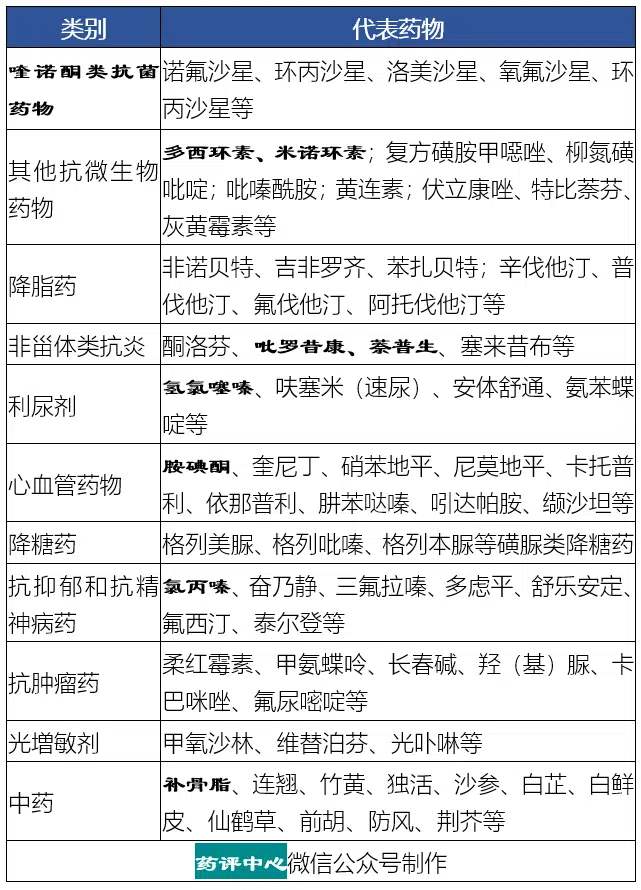 类别
代表药物
喹诺酮类抗菌
药物
诺氟沙星、环丙沙星、洛美沙星、氧氟沙星、环
丙沙星等
其他抗微生物
药物
多西环素、米诺环素；复方磺胺甲噁唑、柳氮磺
吡啶；吡嗪酰胺；黄连素；伏立康唑、特比萘芬、
灰黄霉素等
降脂药
非诺贝特、吉非罗齐、苯扎贝特；辛伐他汀、普
伐他汀、氟伐他汀、阿托伐他汀等
非甾体类抗炎
酮洛芬、吡罗昔康、萘普生、塞来昔布等
利尿剂
氢氯噻嗪、呋塞米（速尿）、安体舒通、氨苯蝶
啶等
心血管药物
胺碘酮、奎尼丁、硝苯地平、尼莫地平、卡托普
利、依那普利、肼苯哒嗪、吲达帕胺、缬沙坦等
降糖药
格列美脲、格列吡嗪、格列本脲等磺脲类降糖药
抗抑郁和抗精
神病药
氯丙嗪、奋乃静、三氟拉嗪、多虑平、舒乐安定、
氟西汀、泰尔登等
抗肿瘤药
柔红霉素、甲氨蝶呤、长春碱、羟（基）脲、卡
巴咪唑、氟尿嘧啶等
光增敏剂
甲氧沙林、维替泊芬、光卟啉等
中药
补骨脂、连翘、竹黄、独活、沙参、白芷、白鲜
皮、仙鹤草、前胡、防风、荆芥等
药评中心微信公众号制作